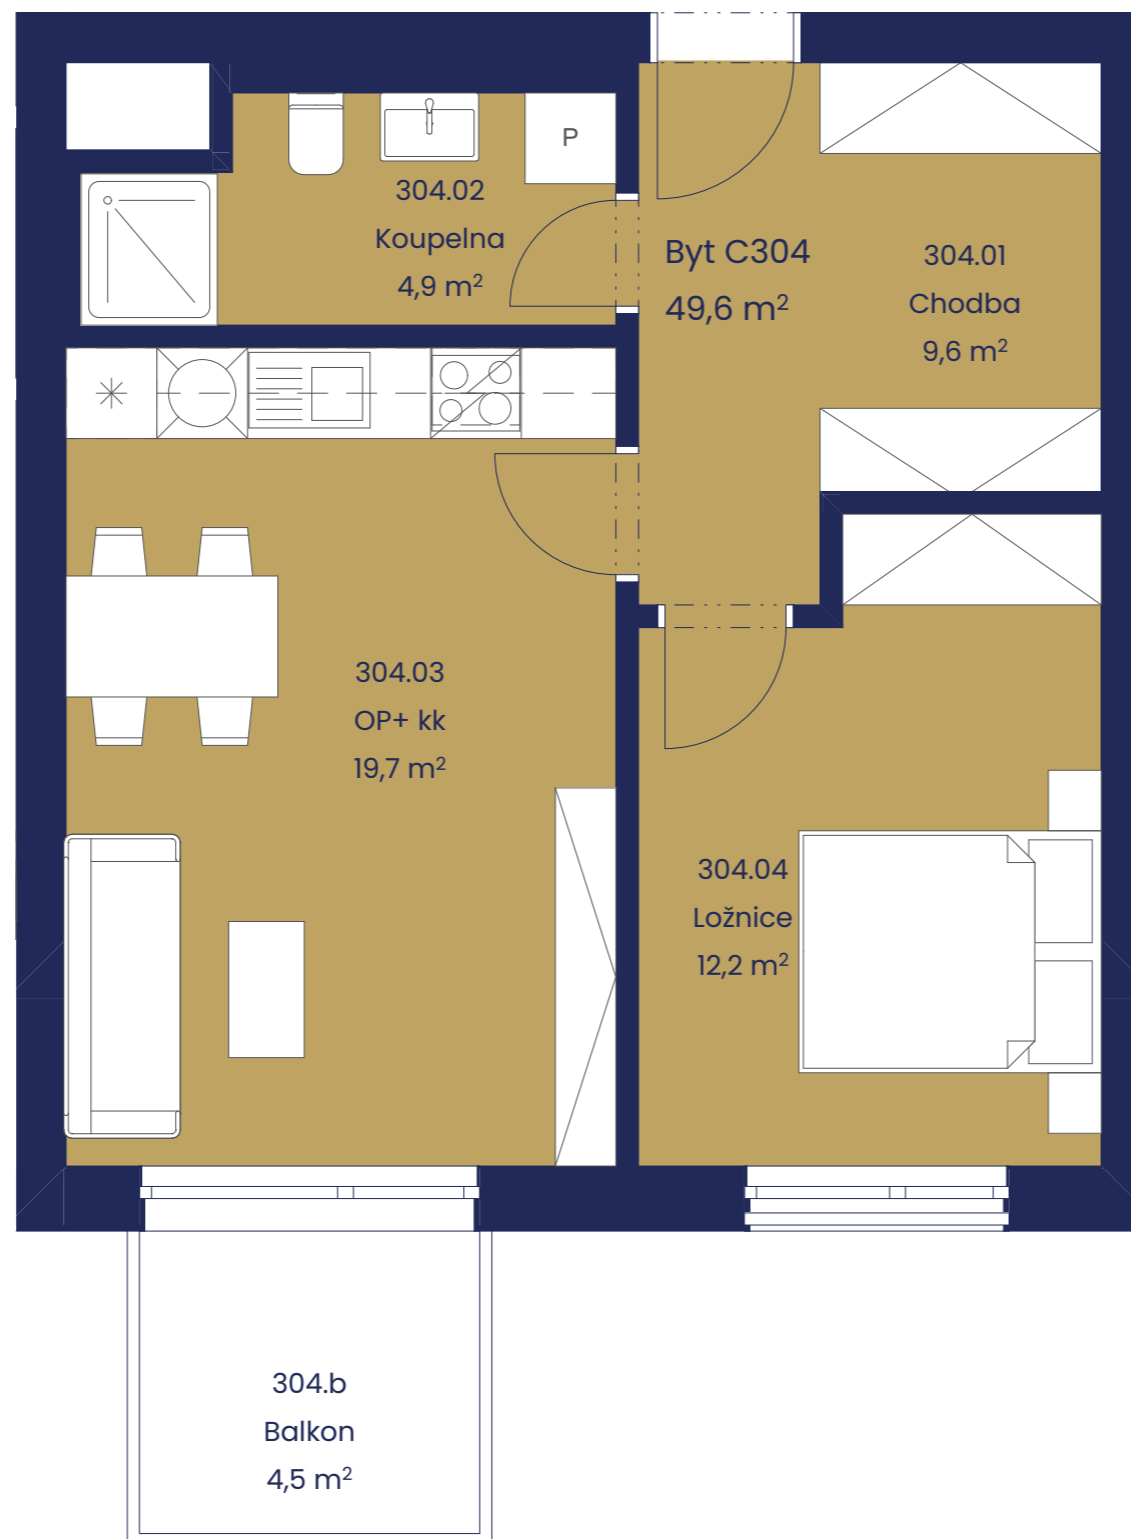 P
304.02
Koupelna
4,9 m²
Byt C304
49,6 m²
304.01
Chodba
9,6 m²
304.03
OP+ kk
19,7 m²
304.04
Ložnice
12,2 m²
304.b
Balkon
4,5 m²